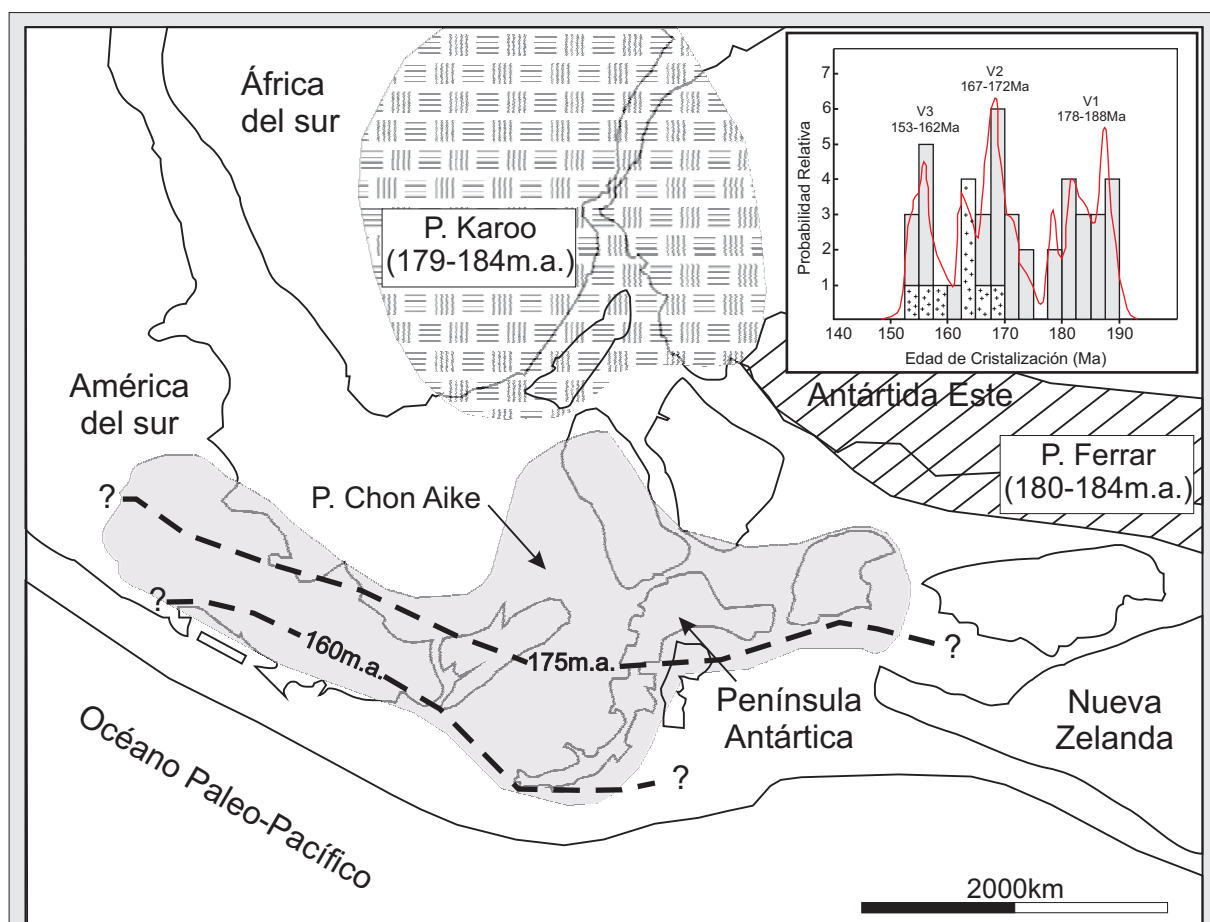 África
del sur
P. Karoo
(179-184m.a.)
América
del sur
P. Chon Aike
Antártida Este
P. Ferrar
(180-184m.a.)
?
?
160m.a.
175m.a.
?
?
Península
Antártica
Nueva
Zelanda
Océano Paleo-Pacífico
2000km
Probabilidad Relativa
7
6
5
4
3
2
1
V3
153-162Ma
V2
167-172Ma
V1
178-188Ma
140 150 160 170 180 190
Edad de Cristalización (Ma)